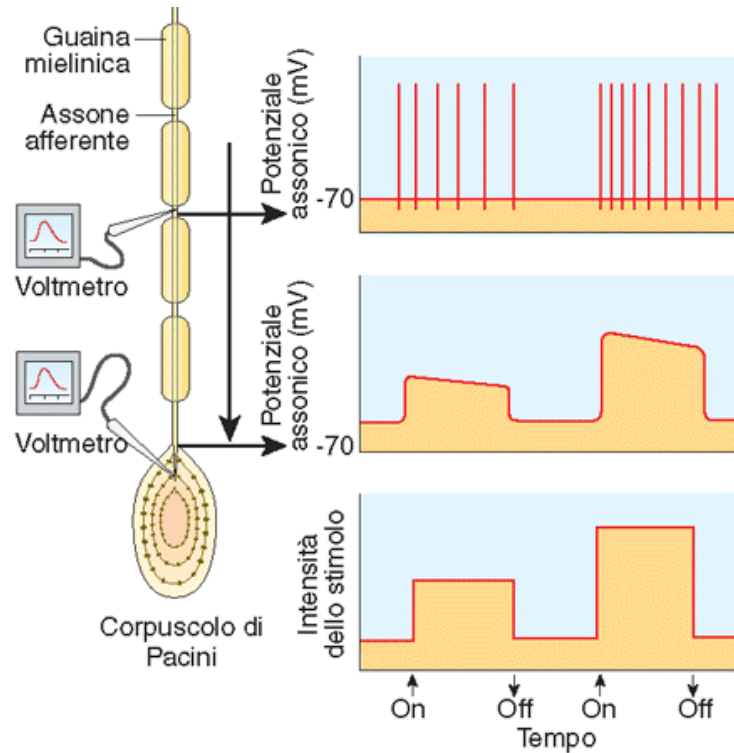 Guaina
mielinica
Assone
afferente
Voltmetro
Voltmetro
Corpuscolo di
Pacini
Potenziale
assonico (mV)
-70
Potenziale
assonico (mV)
-70
Intensità
dello stimolo
On Off On Off
Tempo